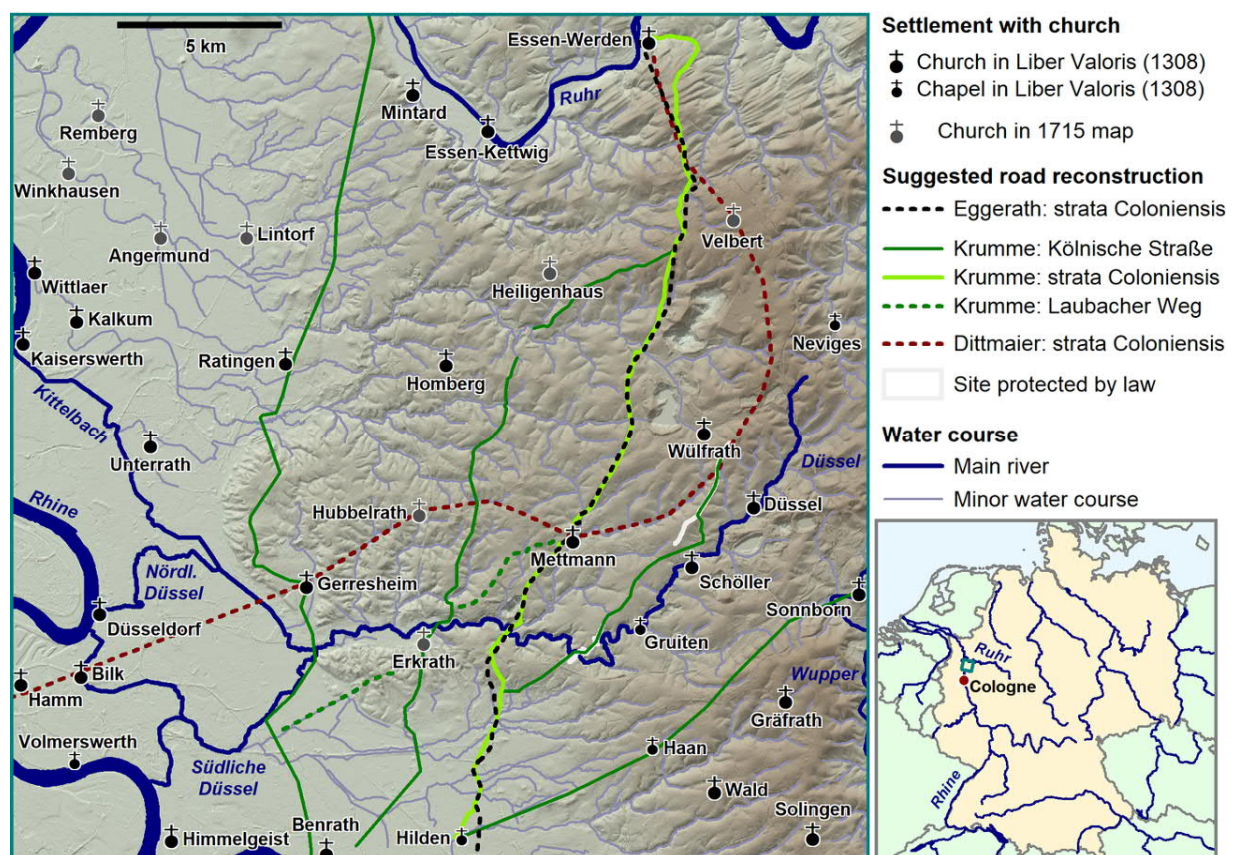 5 km
Essen-Werden
Ruhr
Mintard
Essen-Kettwig
Remberg
Winkhausen
Angermund
Lintorf
Velbert
Wittlaer
Heiligenhaus
Kalkum
Kaiserswerth
Ratingen
Homberg
Neviges
Kittelbach
Unterrath
Wülfrath
Düssel
Rhine
Hubbelrath
Düssel
Mettmann
Nördl.
Düssel
Gerresheim
Schöller
Sonnborn
Düsseldorf
Erkrath
Gruiten
Bilk
Hamm
Wupper
Gräfrath
Volmerswerth
Südliche
Düssel
Haan
Wald
Solingen
Himmelgeist
Benrath
Hilden
Settlement with church
Church in Liber Valoris (1308)
Chapel in Liber Valoris (1308)
Church in 1715 map
Suggested road reconstruction
Eggerath: strata Coloniensis
Krumme: Kölnische Straße
Krumme: strata Coloniensis
Krumme: Laubacher Weg
Dittmaier: strata Coloniensis
Site protected by law
Water course
Main river
Minor water course
Ruhr
Cologne
Rhine